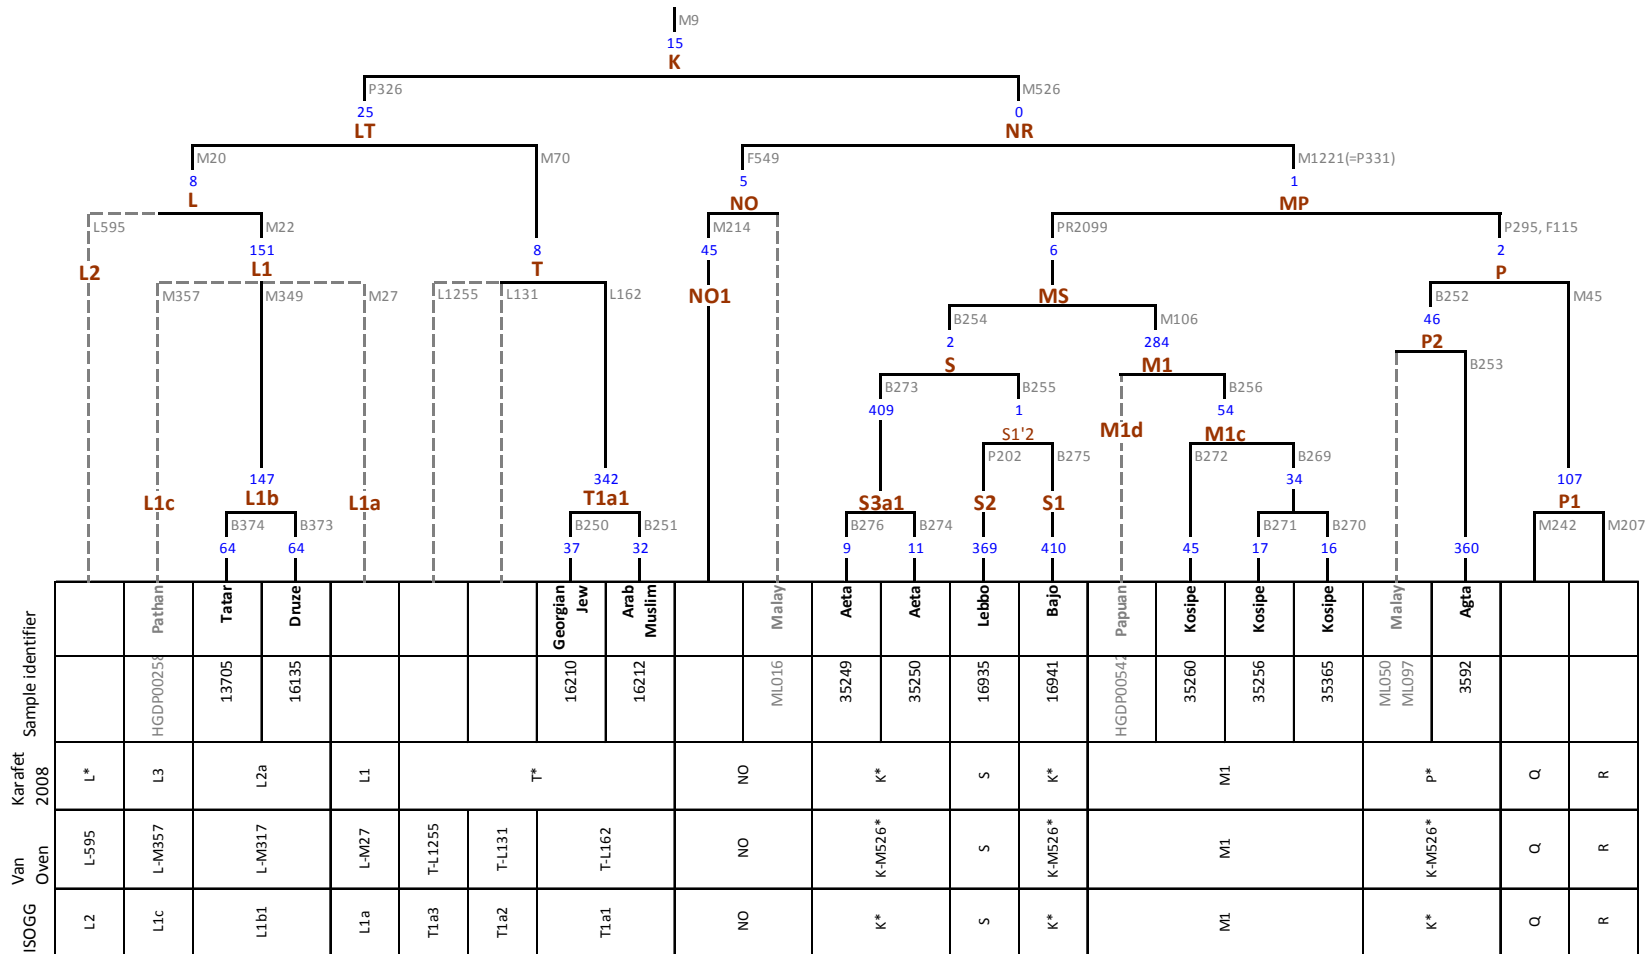 M9
15
K
P326
M526
25
0
LT
NR
M20
M70
F549
M1221(=P331)
8
5
1
L
NO
MP
L595
M22
M214
PR2099
P295, F115
151
8
45
6
2
L2
L1
T
P
M357
M349
M27
L1255
L131
L162
NO1
MS
B252
M45
B254
M106
46
2
284
P2
S
M1
B253
B273
B255
B256
409
1
54
M1d
S1'2
M1c
P202
B275
B272
B269
147
342
34
107
L1c
L1b
L1a
T1a1
S3a1
S2
S1
P1
B374
B373
B250
B251
B276
B274
B271
B270
M242
M207
64
64
37
32
9
11
369
410
45
17
16
360
Pathan
Tatar
Druze
Georgian
Jew
Arab
Muslim
Malay
Aeta
Aeta
Lebbo
Bajo
Papuan
Kosipe
Kosipe
Kosipe
Malay
Agta
Sample identifier
HGDP00258
13705
16135
16210
16212
ML016
35249
35250
16935
16941
HGDP00542
35260
35256
35365
ML050
ML097
3592
Karafet
2008
L*
L3
L2a
L1
T*
NO
K*
S
K*
M1
P*
Q
R
Van
Oven
L-595
L-M357
L-M317
L-M27
T-L1255
T-L131
T-L162
NO
K-M526*
S
K-M526*
M1
K-M526*
Q
R
ISOGG
L2
L1c
L1b1
L1a
T1a3
T1a2
T1a1
NO
K*
S
K*
M1
K*
Q
R